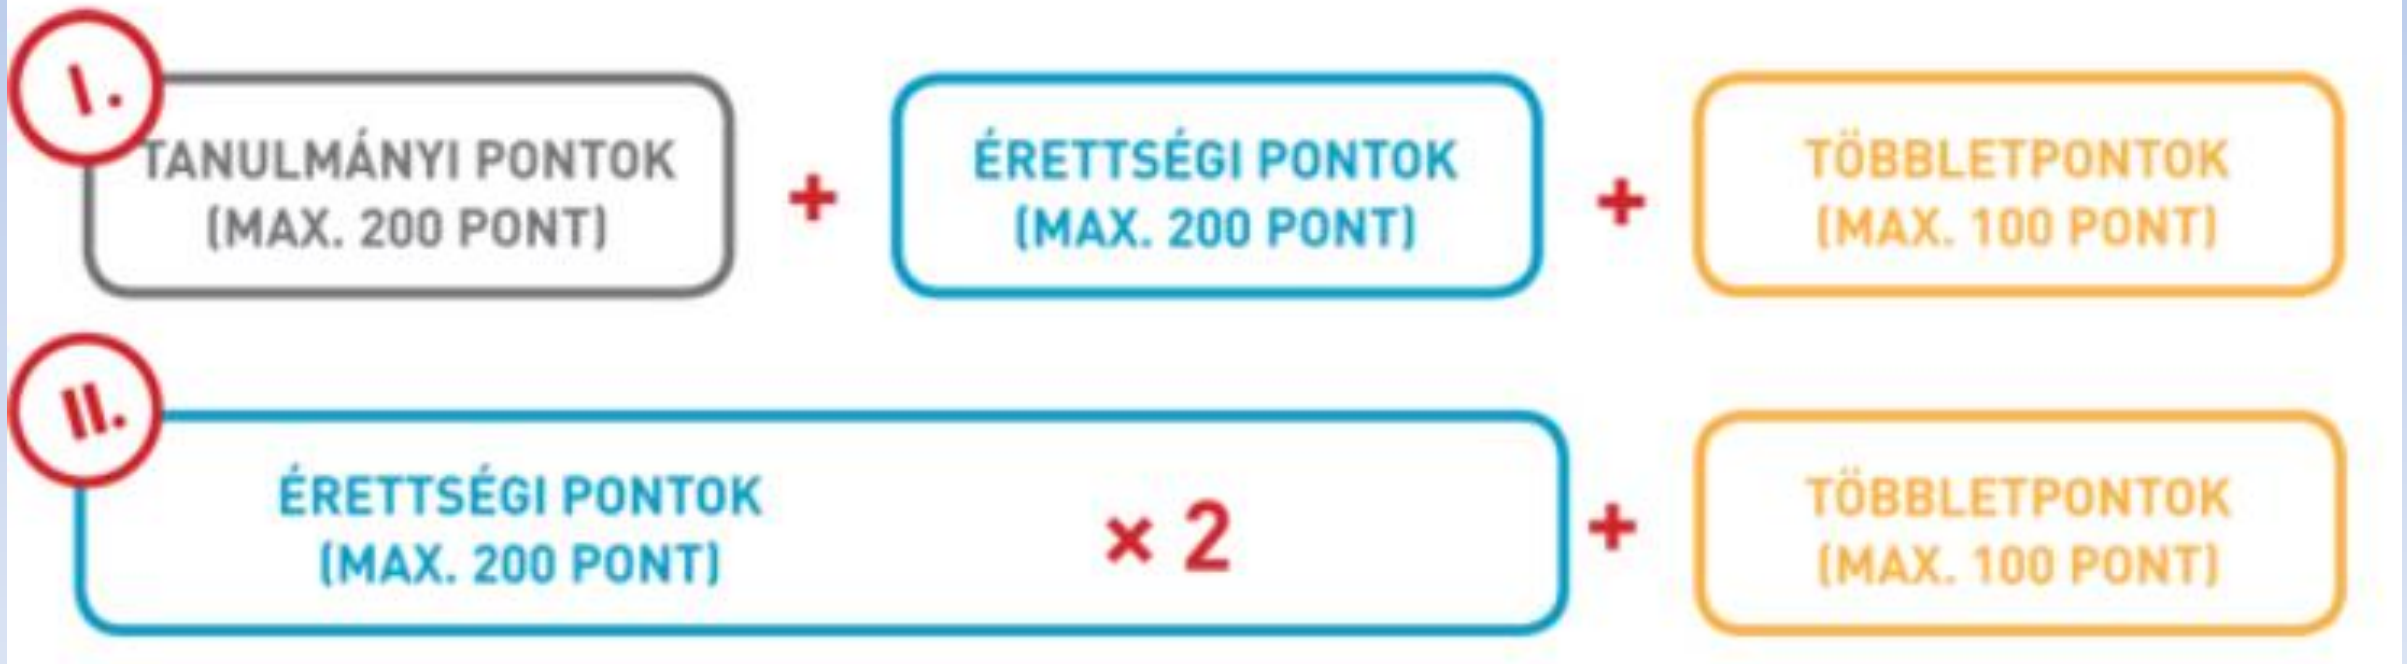 I.
TANULMÁNYI PONTOK
(MAX. 200 PONT)
+
ÉRETTSÉGI PONTOK
(MAX. 200 PONT)
+
TÖBBLETPONTOK
(MAX. 100 PONT)
II.
ÉRETTSÉGI PONTOK
(MAX. 200 PONT)
× 2
+
TÖBBLETPONTOK
(MAX. 100 PONT)